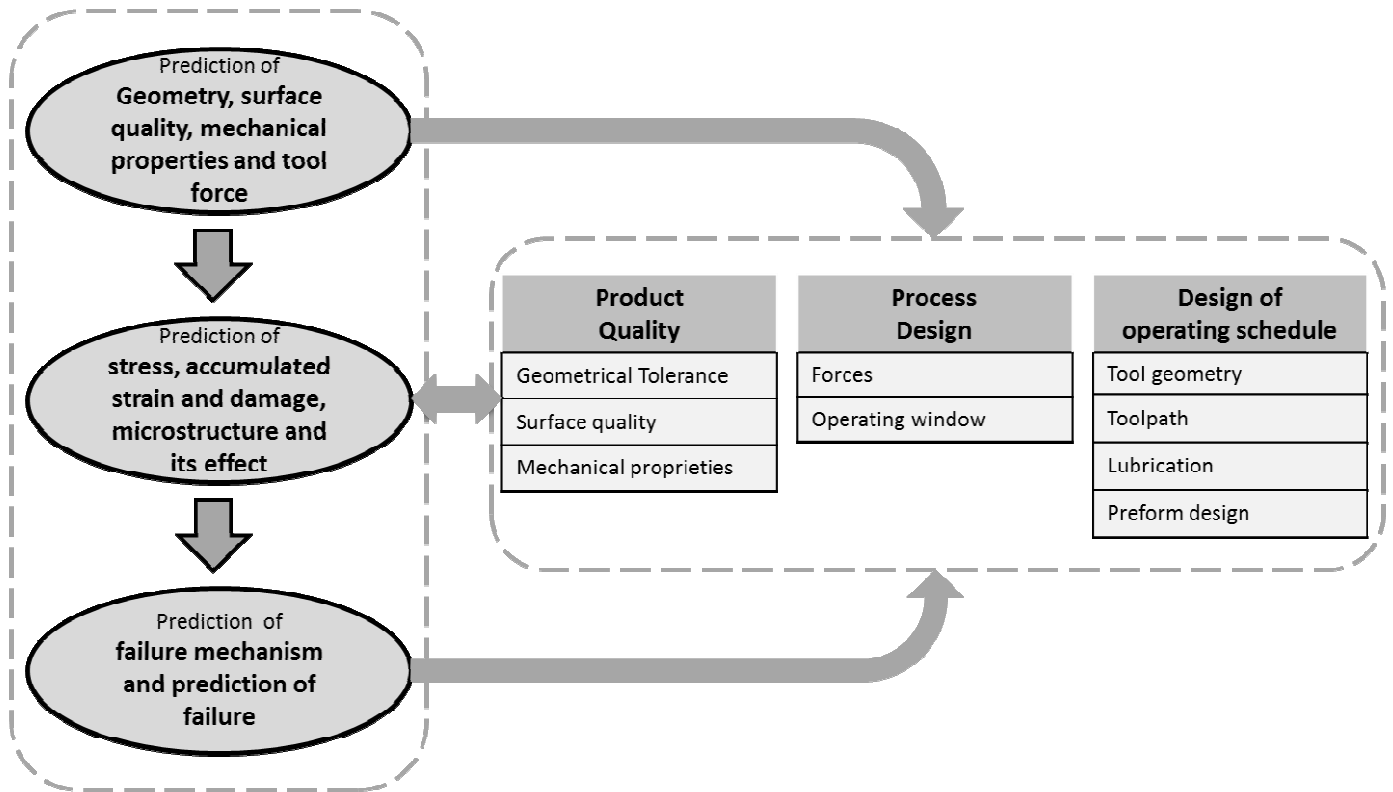 Prediction of
Geometry, surface
quality, mechanical
properties and tool
force
Prediction of
stress, accumulated
strain and damage,
microstructure and
its effect
Prediction of
failure mechanism
and prediction of
failure
Product
Quality
Geometrical Tolerance
Surface quality
Mechanical proprieties
Process
Design
Forces
Operating window
Design of
operating schedule
Tool geometry
Toolpath
Lubrication
Preform design